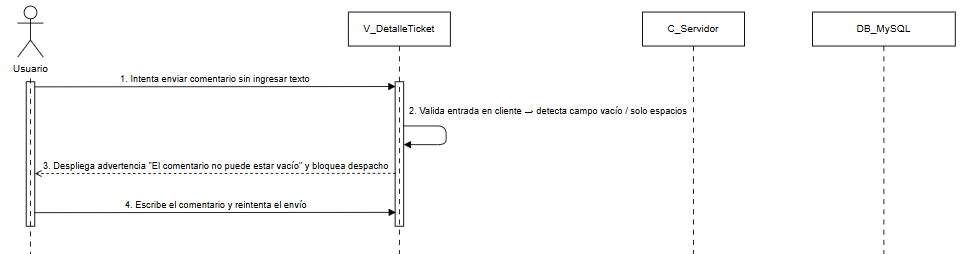 V_DetalleTicket
C_Servidor
DB_MySQL
Usuario
1. Intenta enviar comentario sin ingresar texto
2. Valida entrada en cliente → detecta campo vacío / solo espacios
3. Despliega advertencia "El comentario no puede estar vacío" y bloquea despacho
4. Escribe el comentario y reintenta el envío